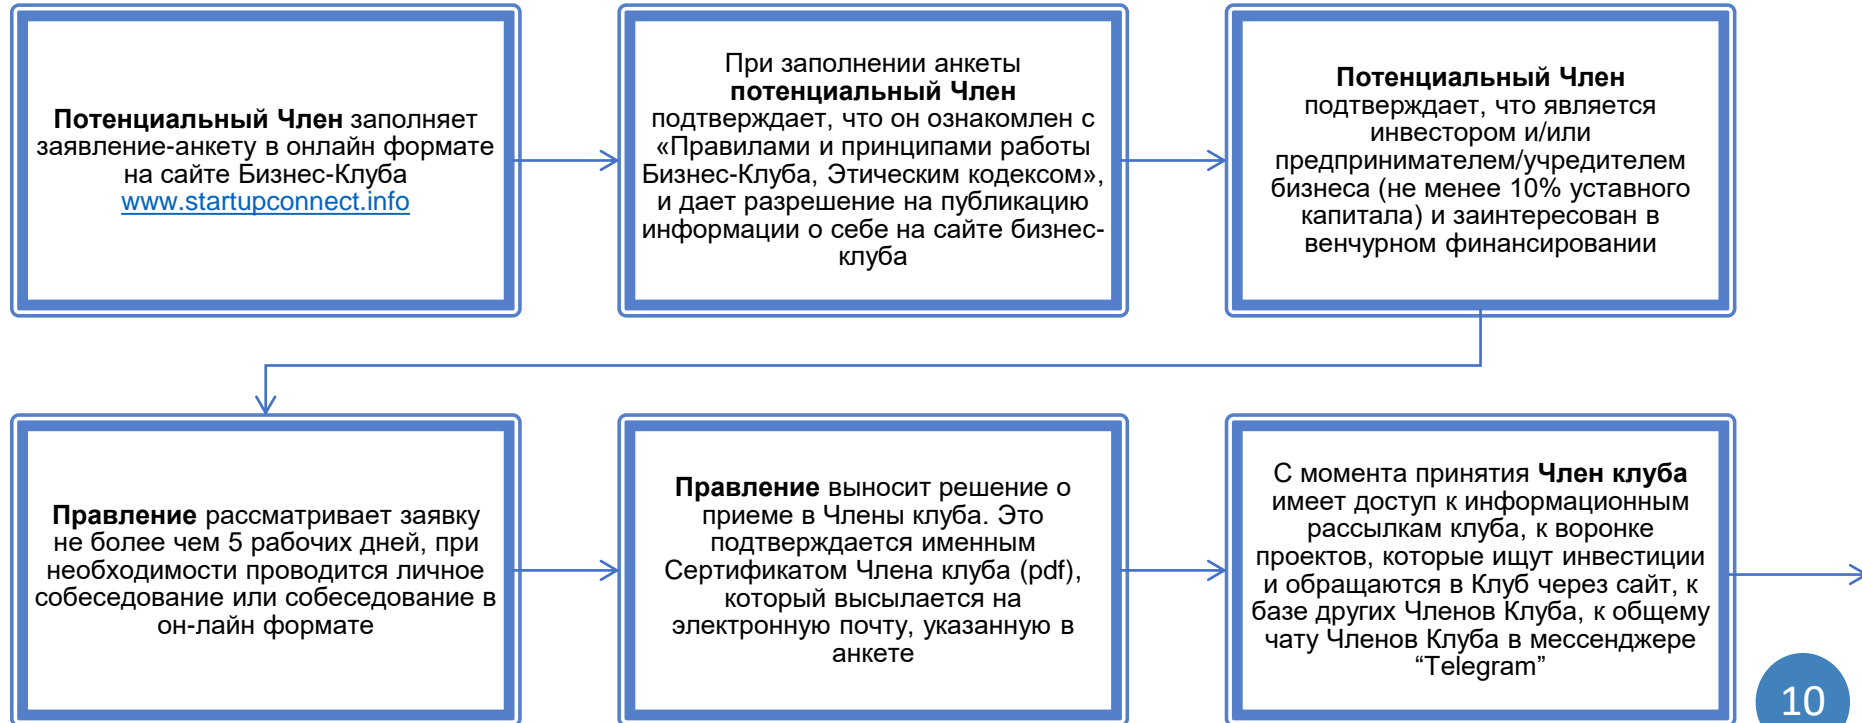 Потенциальный Член заполняет
заявление-анкету в онлайн формате
на сайте Бизнес-Клуба
www.startupconnect.info
При заполнении анкеты
потенциальный Член
подтверждает, что он ознакомлен с
«Правилами и принципами работы
Бизнес-Клуба, Этическим кодексом»,
и дает разрешение на публикацию
информации о себе на сайте бизнес-
клуба
Потенциальный Член
подтверждает, что является
инвестором и/или
предпринимателем/учредителем
бизнеса (не менее 10% уставного
капитала) и заинтересован в
венчурном финансировании
Правление рассматривает заявку
не более чем 5 рабочих дней, при
необходимости проводится личное
собеседование или собеседование в
он-лайн формате
Правление выносит решение о
приеме в Члены клуба. Это
подтверждается именным
Сертификатом Члена клуба (pdf),
который высылается на
электронную почту, указанную в
анкете
С момента принятия Член клуба
имеет доступ к информационным
рассылкам клуба, к воронке
проектов, которые ищут инвестиции
и обращаются в Клуб через сайт, к
базе других Членов Клуба, к общему
чату Членов Клуба в мессенджере
“Telegram”
10